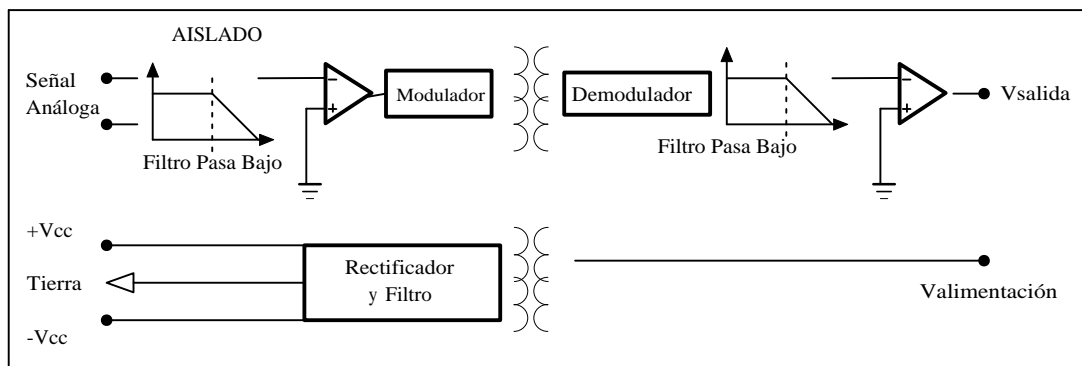 AISLADO
Señal
Análoga
Filtro Pasa Bajo
Modulador
Demodulador
Filtro Pasa Bajo
Vsalida
+Vcc
Tierra
-Vcc
Rectificador
y Filtro
Valimentación